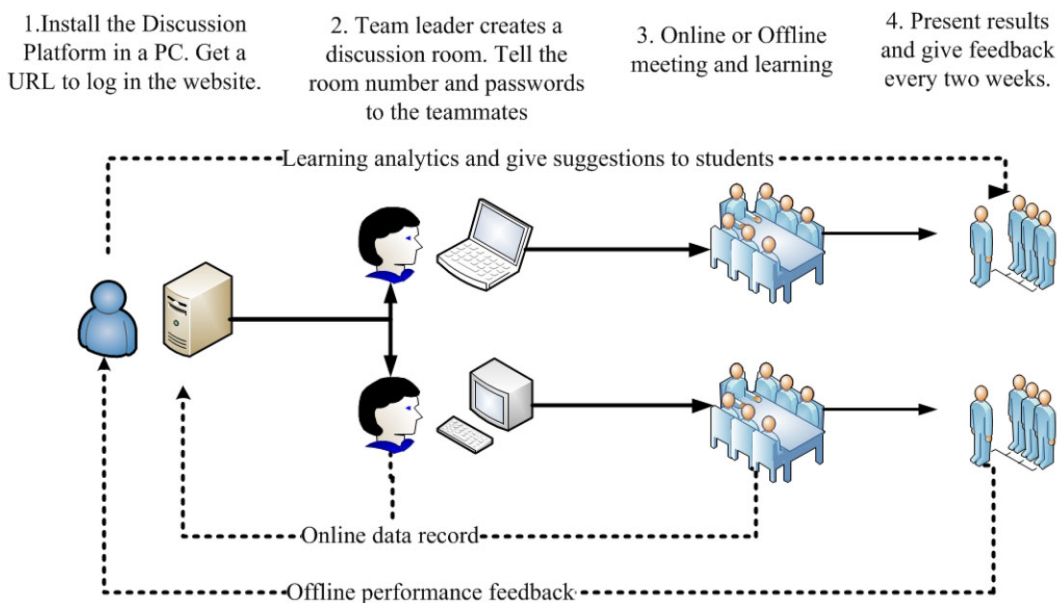 1.Install the Discussion
Platform in a PC. Get a
URL to log in the website.
2. Team leader creates a
discussion room. Tell the
room number and passwords
to the teammates
3. Online or Offline
meeting and learning
4. Present results
and give feedback
every two weeks.
Learning analytics and give suggestions to students
Online data record
Offline performance feedback